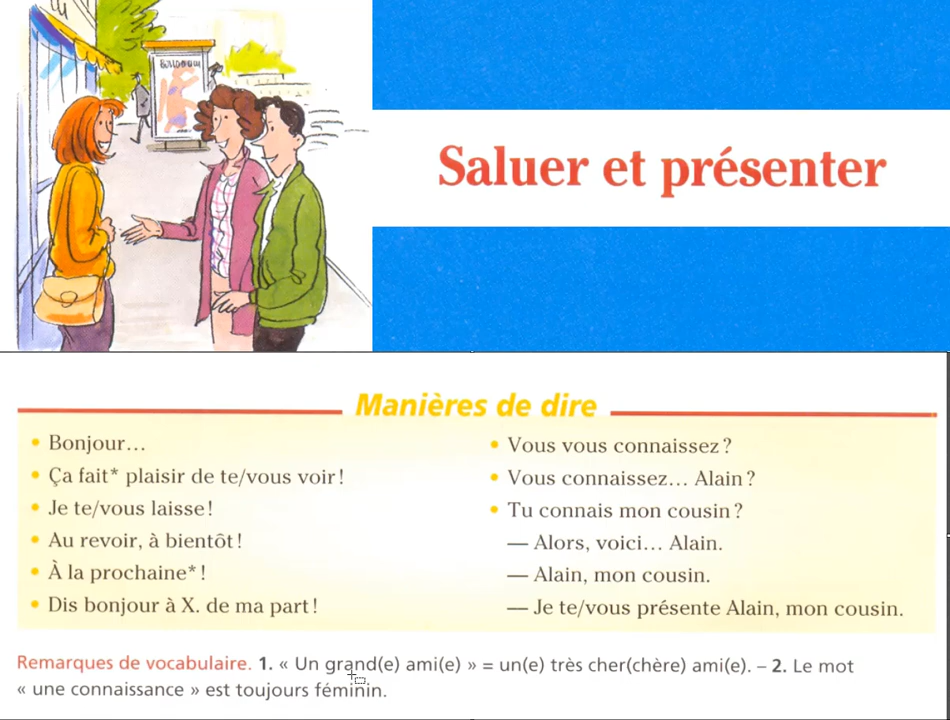 Saluer et présenter
Manières de dire
• Bonjour…
• Ça fait* plaisir de te/vous voir !
• Je te/vous laisse !
• Au revoir, à bientôt !
• À la prochaine* !
• Dis bonjour à X. de ma part !
• Vous vous connaissez ?
• Vous connaissez… Alain ?
• Tu connais mon cousin ?
— Alors, voici… Alain.
— Alain, mon cousin.
— Je te/vous présente Alain, mon cousin.
Remarques de vocabulaire. 1. « Un grand(e) ami(e) » = un(e) très cher(chère) ami(e). – 2. Le mot
« une connaissance » est toujours féminin.